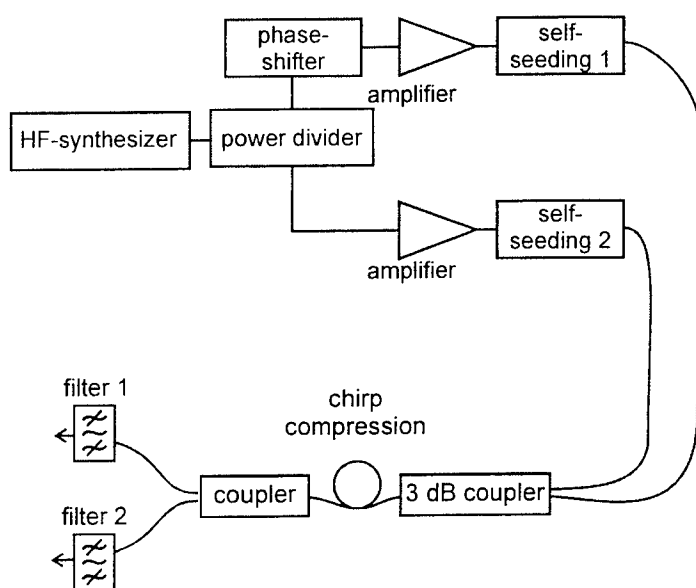 phase-
shifter
amplifier
self-
seeding 1
HF-synthesizer
power divider
amplifier
self-
seeding 2
filter 1
chirp
compression
coupler
3 dB coupler
filter 2